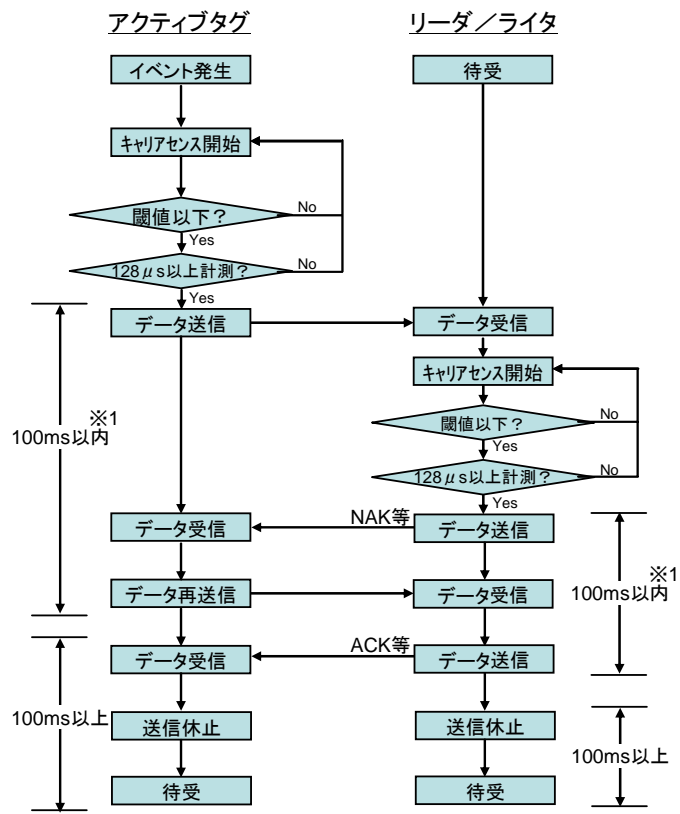 アクティブタグ
リーダ／ライタ
イベント発生
待受
キャリアセンス開始
閾値以下？
No
Yes
128μs以上計測？
No
Yes
データ送信
データ受信
キャリアセンス開始
※1
100ms以内
閾値以下？
No
Yes
128μs以上計測？
No
Yes
データ受信
NAK等
データ送信
※1
100ms以内
データ再送信
データ受信
データ受信
ACK等
データ送信
100ms以上
送信休止
送信休止
100ms以上
待受
待受